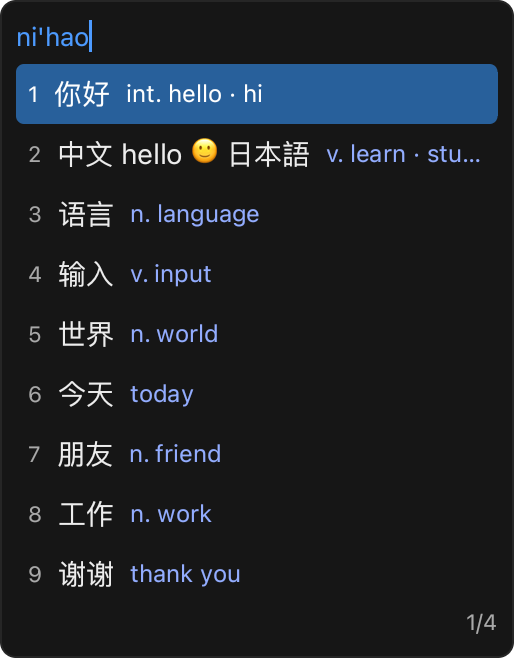 ni'hao
1 你好 int. hello · hi
2 中文 hello 🙂 日本語 v. learn · stu...
3 语言 n. language
4 输入 v. input
5 世界 n. world
6 今天 today
7 朋友 n. friend
8 工作 n. work
9 谢谢 thank you
1/4